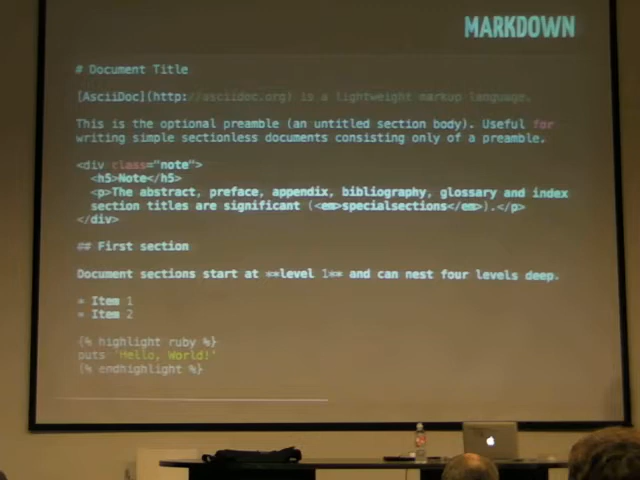 MARKDOWN
# Document Title
[AsciiDoc](http://asciidoc.org) is a lightweight markup language.
This is the optional preamble (an untitled section body). Useful for
writing simple sectionless documents consisting only of a preamble.
<div class="note">
<h5>Note</h5>
<p>The abstract, preface, appendix, bibliography, glossary and index
section titles are significant (<em>specialsections</em>).</p>
</div>
## First section
Document sections start at **level 1** and can nest four levels deep.
* Item 1
* Item 2
{% highlight ruby %}
puts 'Hello, World!'
{% endhighlight %}